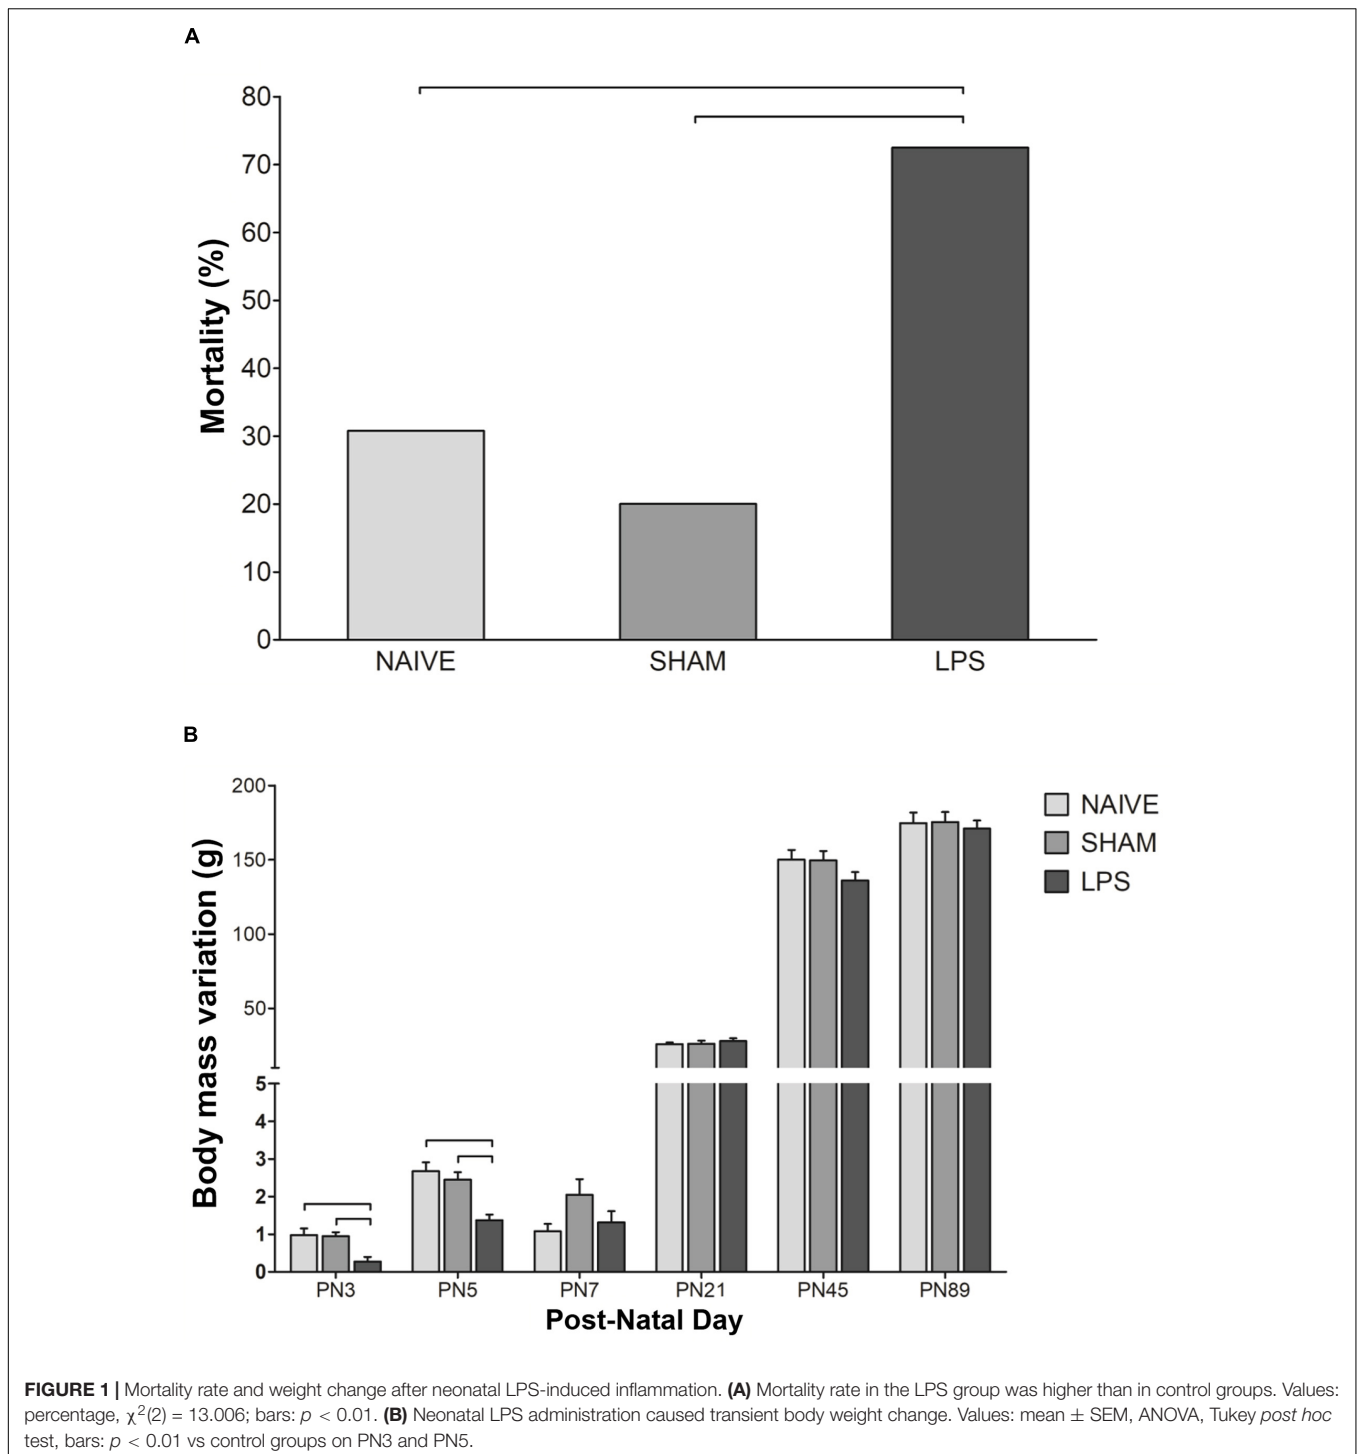 A
80
70
60
50
40
30
20
10
0
Mortality (%)
NAIVE SHAM LPS
B
200
150
100
50
5
4
3
2
1
0
Body mass variation (g)
NAIVE
SHAM
LPS
PN3 PN5 PN7 PN21 PN45 PN89
Post-Natal Day
FIGURE 1 | Mortality rate and weight change after neonatal LPS-induced inflammation. (A) Mortality rate in the LPS group was higher than in control groups. Values:
percentage, χ²(2) = 13.006; bars: p < 0.01. (B) Neonatal LPS administration caused transient body weight change. Values: mean ± SEM, ANOVA, Tukey post hoc
test, bars: p < 0.01 vs control groups on PN3 and PN5.